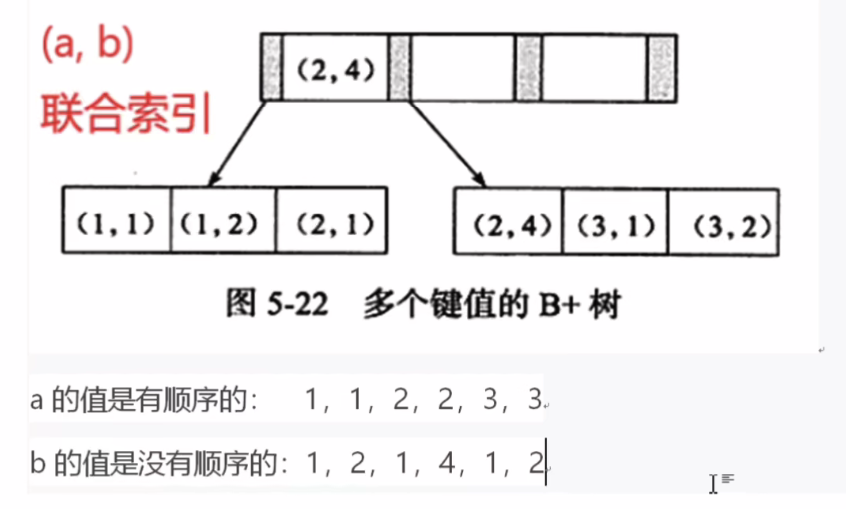 (a, b)
联合索引
(2,4)
(1,1) (1,2) (2,1) (2,4) (3,1) (3,2)
图 5-22 多个键值的 B+ 树
a 的值是有顺序的： 1，1，2，2，3，3
b 的值是没有顺序的：1，2，1，4，1，2